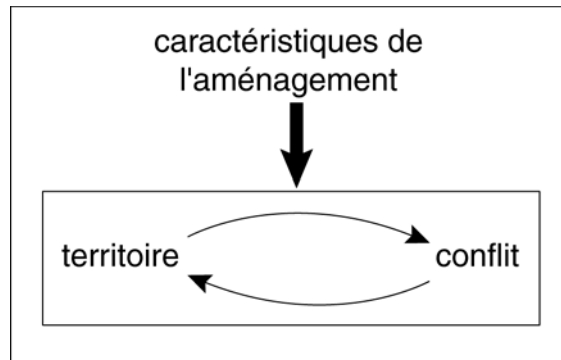 caractéristiques de
l'aménagement
territoire
conflit